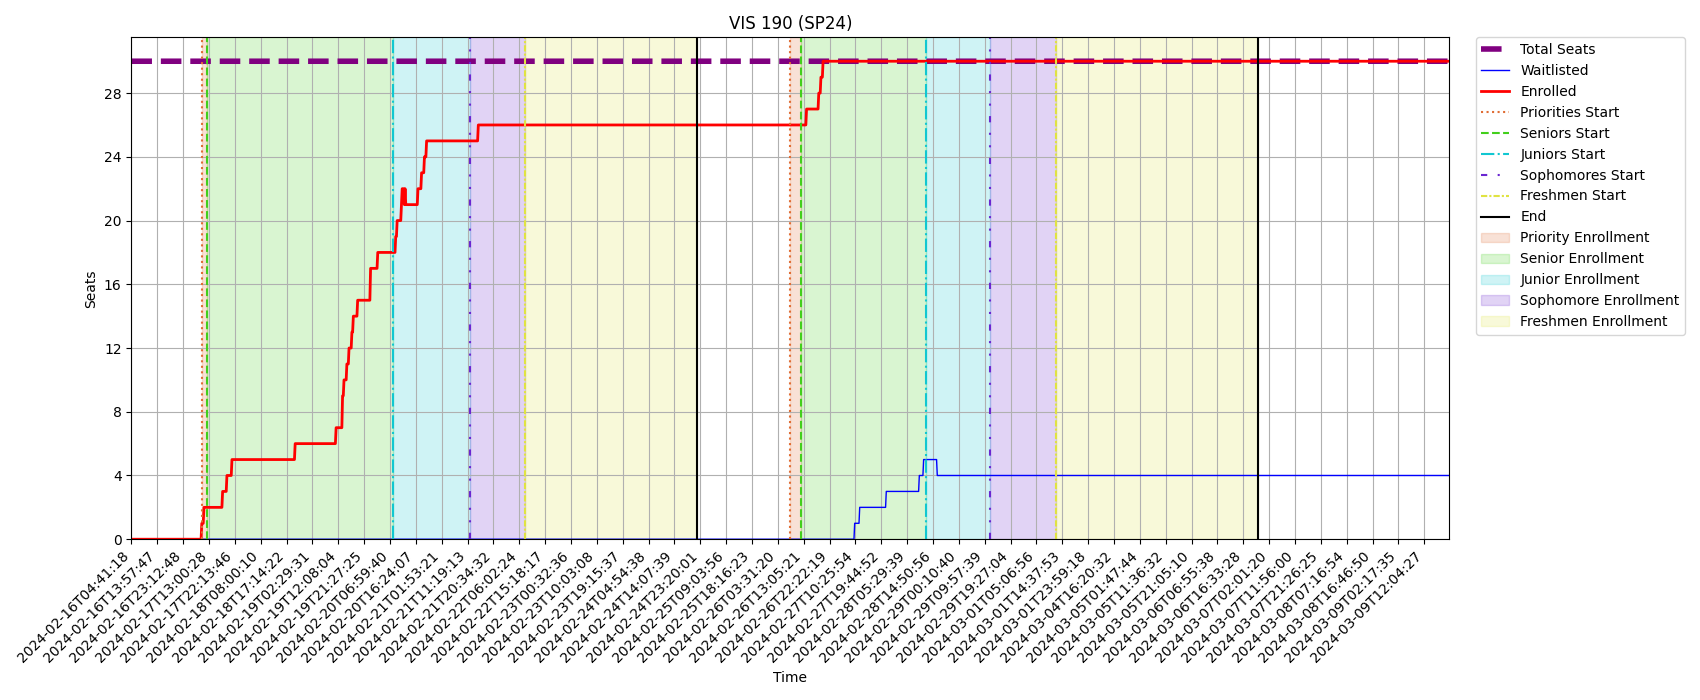 VIS 190 (SP24)
Total Seats
Waitlisted
Enrolled
Priorities Start
Seniors Start
Juniors Start
Sophomores Start
Freshmen Start
End
Priority Enrollment
Senior Enrollment
Junior Enrollment
Sophomore Enrollment
Freshmen Enrollment
Seats
28
24
20
16
12
8
4
0
2024-02-16T04:41:18
2024-02-16T13:57:47
2024-02-16T23:12:48
2024-02-17T13:00:28
2024-02-17T22:13:46
2024-02-18T08:00:10
2024-02-18T17:14:22
2024-02-19T02:29:31
2024-02-19T12:08:04
2024-02-19T21:27:25
2024-02-20T06:59:40
2024-02-20T16:24:07
2024-02-21T01:53:21
2024-02-21T11:19:13
2024-02-21T20:34:32
2024-02-22T06:02:24
2024-02-22T15:18:17
2024-02-23T00:32:36
2024-02-23T10:03:08
2024-02-23T19:15:37
2024-02-24T04:54:38
2024-02-24T14:07:39
2024-02-24T23:20:01
2024-02-25T09:03:56
2024-02-25T18:16:23
2024-02-26T03:31:20
2024-02-26T13:05:21
2024-02-26T22:22:19
2024-02-27T10:25:54
2024-02-27T19:44:52
2024-02-28T05:29:39
2024-02-28T14:50:56
2024-02-29T00:10:40
2024-02-29T09:57:39
2024-02-29T19:27:04
2024-03-01T05:06:56
2024-03-01T14:37:53
2024-03-01T23:59:18
2024-03-04T16:20:32
2024-03-05T01:47:44
2024-03-05T11:36:32
2024-03-05T21:05:10
2024-03-06T06:55:38
2024-03-06T16:33:28
2024-03-07T02:01:20
2024-03-07T11:56:00
2024-03-07T21:26:25
2024-03-08T07:16:54
2024-03-08T16:46:50
2024-03-09T02:17:35
2024-03-09T12:04:27
Time